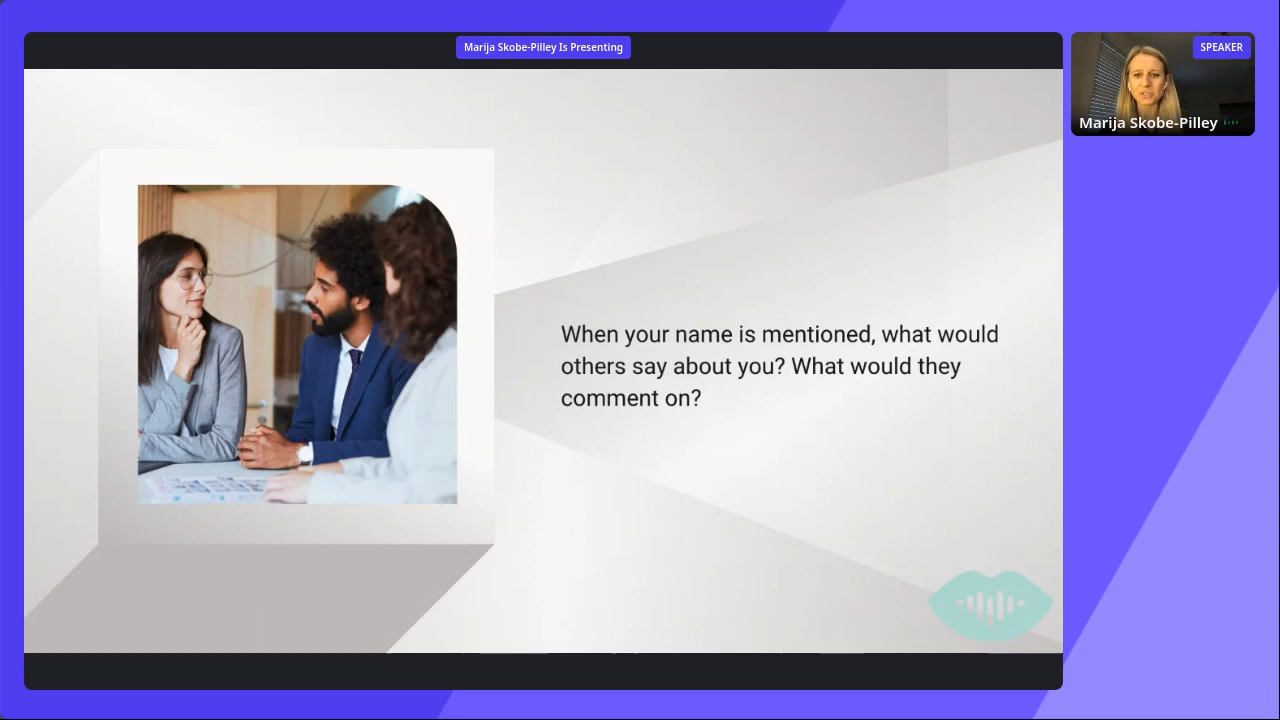 Marija Skobe-Pilley Is Presenting
SPEAKER
Marija Skobe-Pilley
When your name is mentioned, what would
others say about you? What would they
comment on?